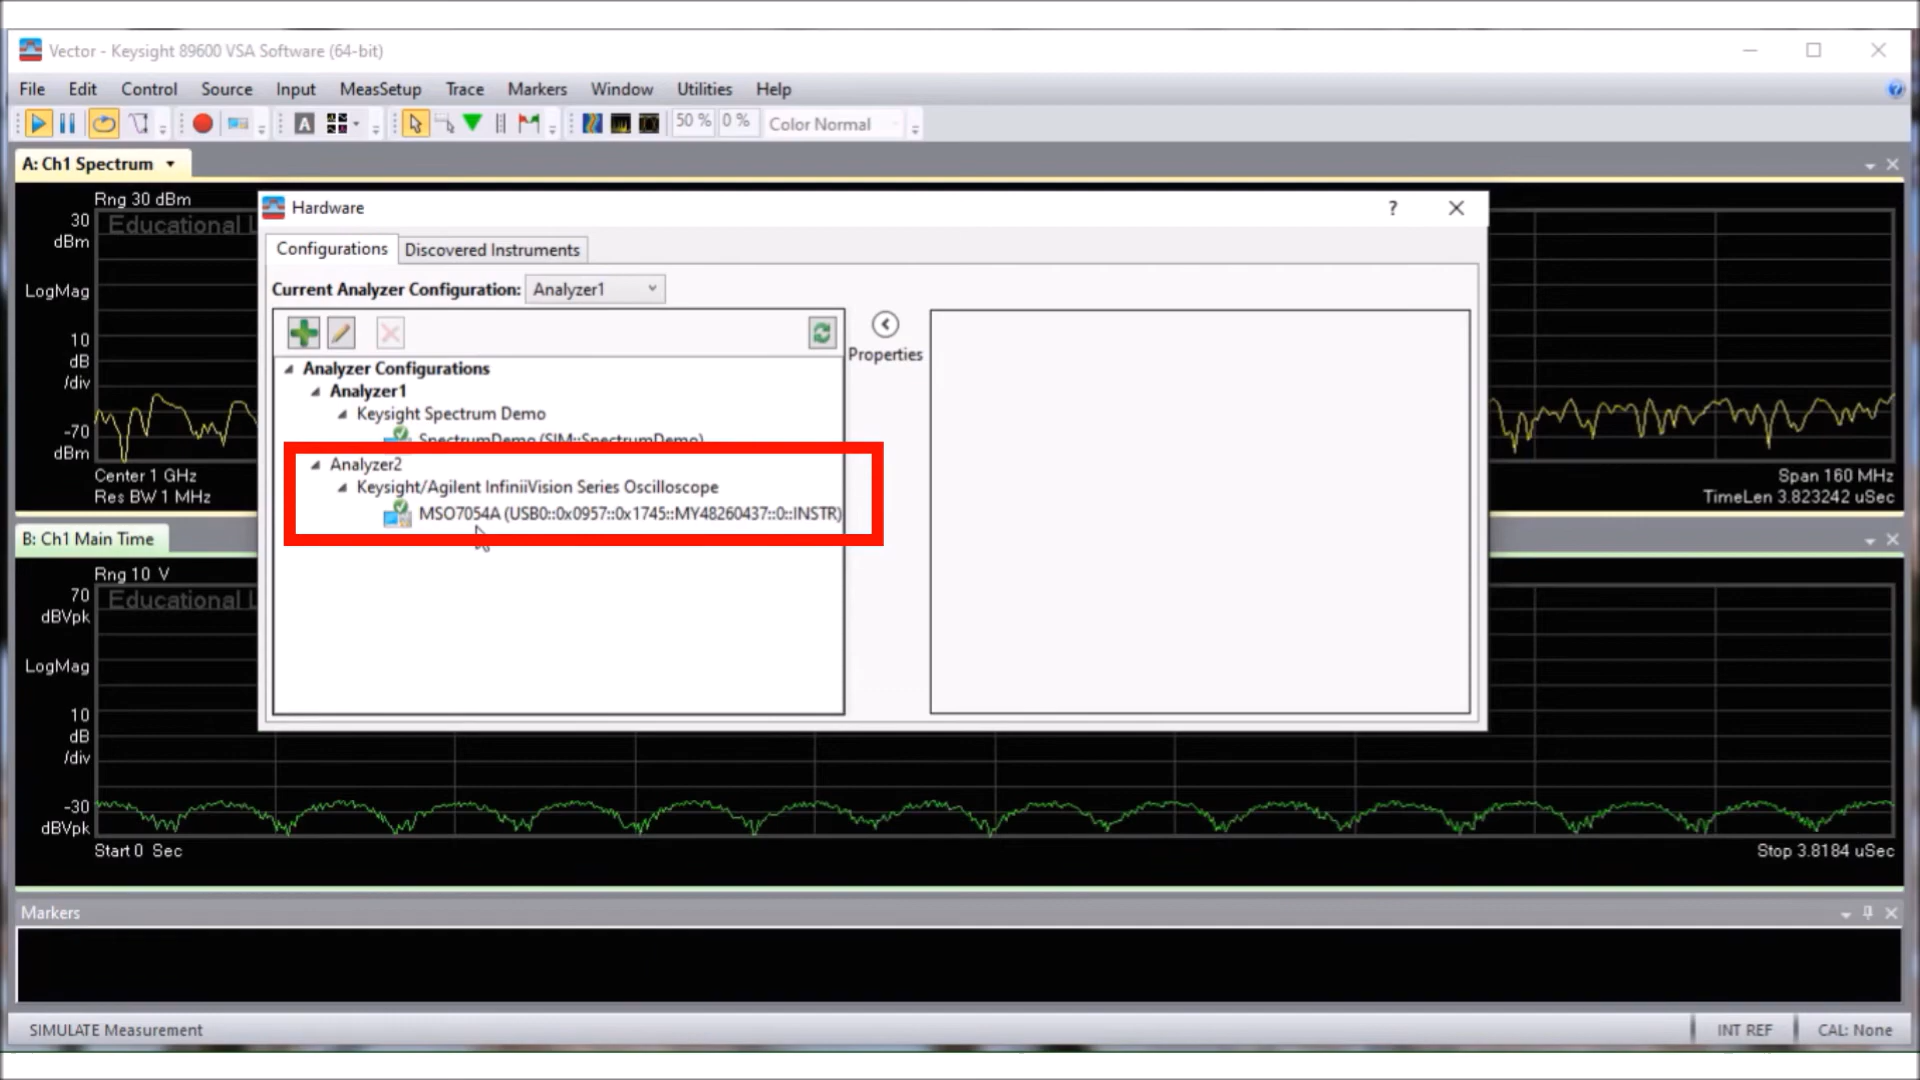 Vector - Keysight 89600 VSA Software (64-bit)
File Edit Control Source Input MeasSetup Trace Markers Window Utilities Help
A 50 % 0 % Color Normal
A: Ch1 Spectrum
Rng 30 dBm
30
dBm
Educational
LogMag
10
dB
/div
-70
dBm
Center 1 GHz
Res BW 1 MHz
Span 160 MHz
TimeLen 3.823242 uSec
Hardware
?
Configurations Discovered Instruments
Current Analyzer Configuration: Analyzer1
Properties
Analyzer Configurations
Analyzer1
Keysight Spectrum Demo
SpectrumDemo (SIM::SpectrumDemo)
Analyzer2
Keysight/Agilent InfiniiVision Series Oscilloscope
MSO7054A (USB0::0x0957::0x1745::MY48260437::0::INSTR)
B: Ch1 Main Time
Rng 10 V
70
dBVpk
Educational
LogMag
10
dB
/div
-30
dBVpk
Start 0 Sec
Stop 3.8184 uSec
Markers
SIMULATE Measurement
INT REF
CAL: None